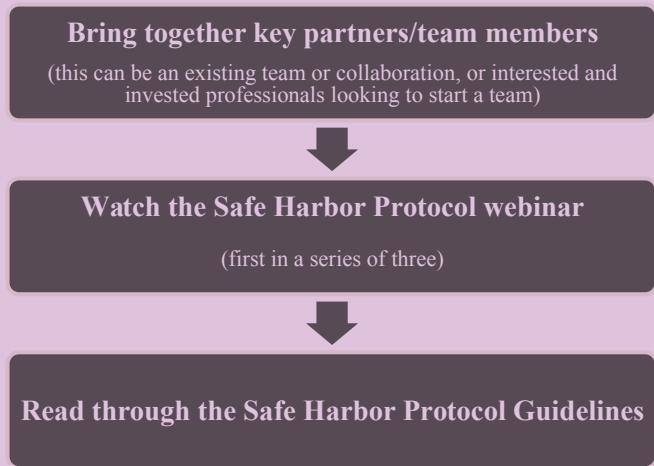 Bring together key partners/team members
(this can be an existing team or collaboration, or interested and
invested professionals looking to start a team)
Watch the Safe Harbor Protocol webinar
(first in a series of three)
Read through the Safe Harbor Protocol Guidelines